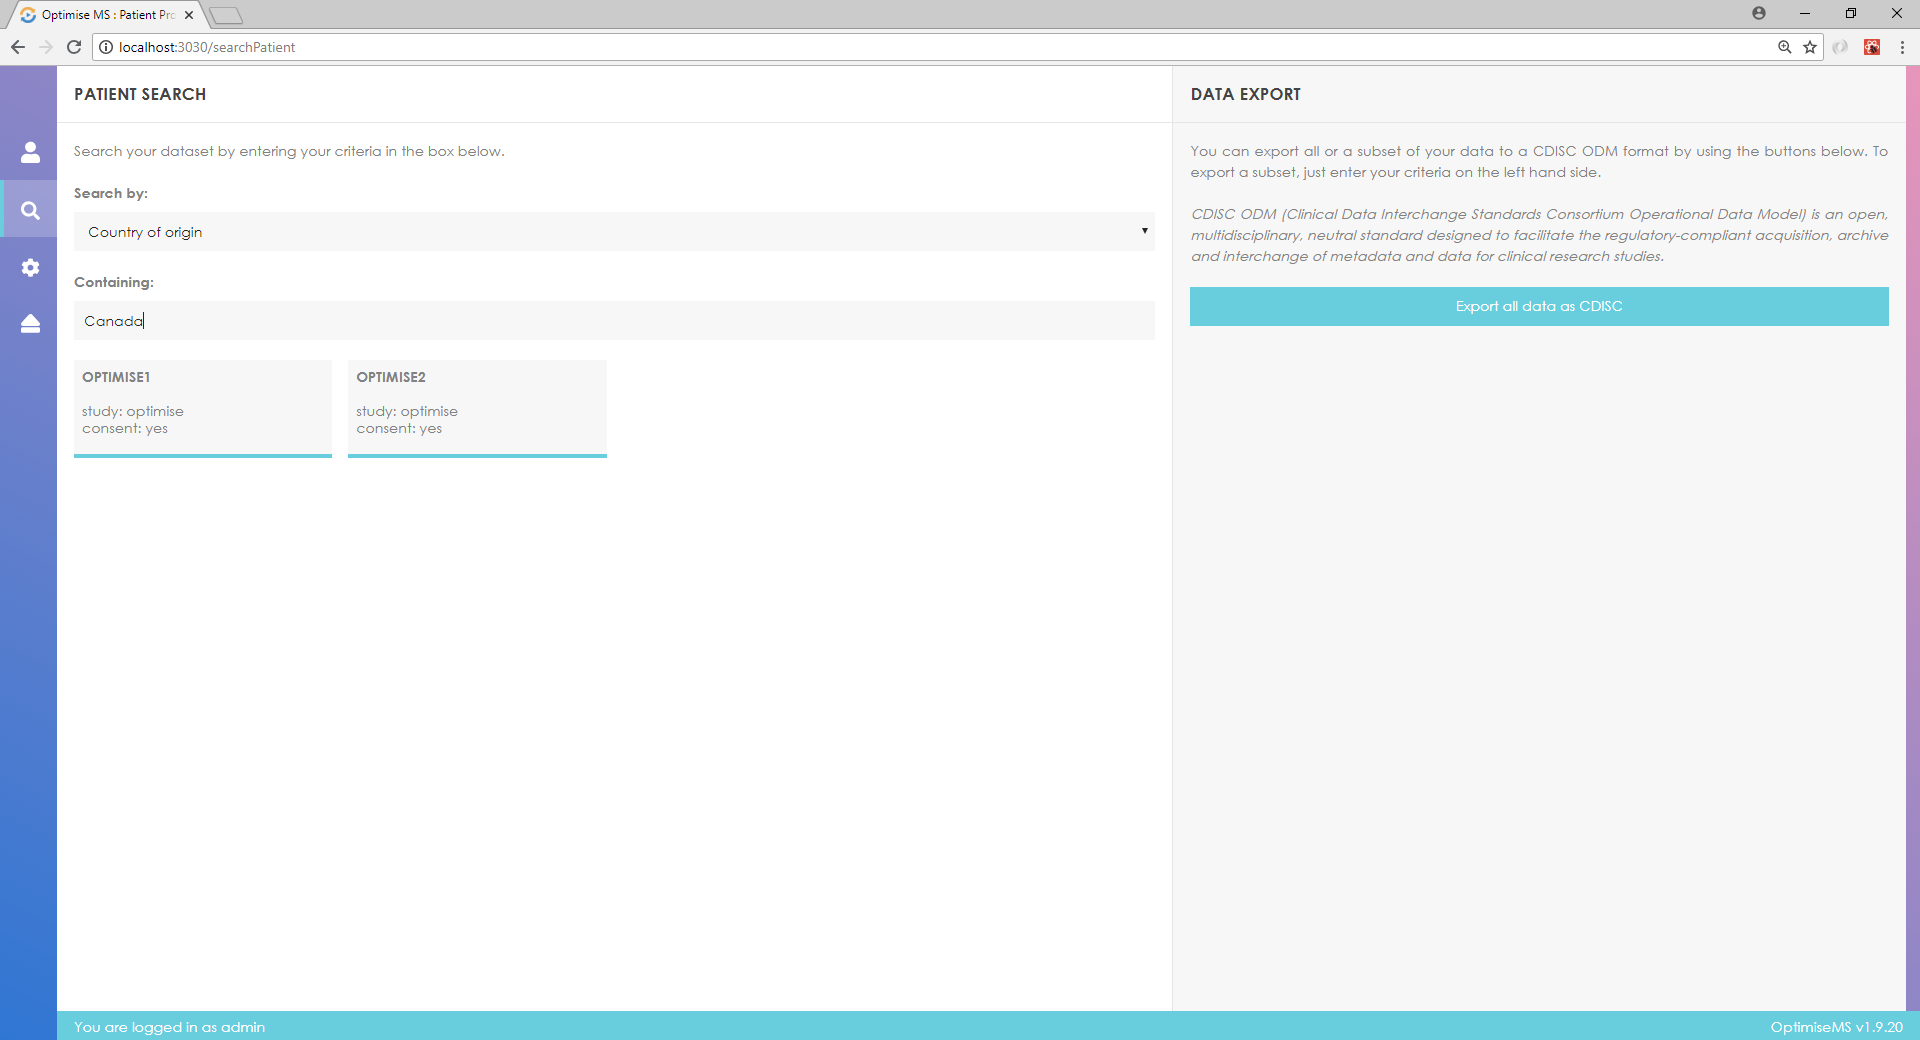 Optimise MS : Patient Pro
localhost:3030/searchPatient
PATIENT SEARCH
Search your dataset by entering your criteria in the box below.
Search by:
Country of origin
Containing:
Canada
OPTIMISE1
study: optimise
consent: yes
OPTIMISE2
study: optimise
consent: yes
DATA EXPORT
You can export all or a subset of your data to a CDISC ODM format by using the buttons below. To
export a subset, just enter your criteria on the left hand side.
CDISC ODM (Clinical Data Interchange Standards Consortium Operational Data Model) is an open,
multidisciplinary, neutral standard designed to facilitate the regulatory-compliant acquisition, archive
and interchange of metadata and data for clinical research studies.
Export all data as CDISC
You are logged in as admin
OptimiseMS v1.9.20